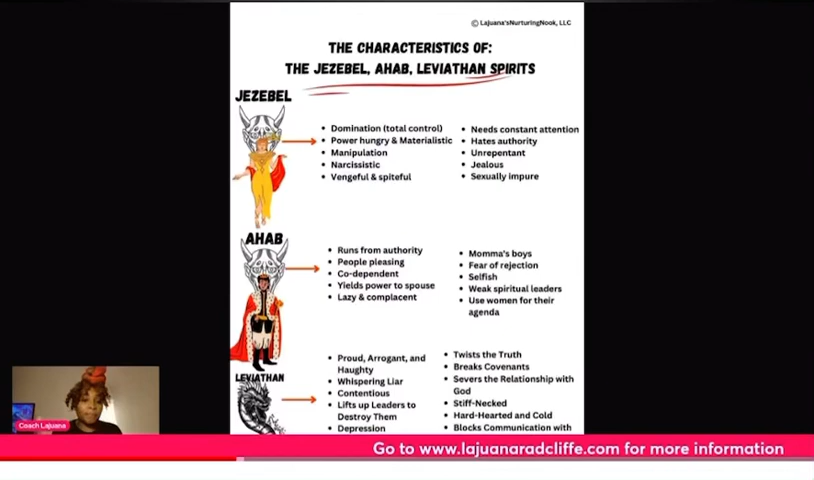 © Lajuana'sNurturingNook, LLC
THE CHARACTERISTICS OF:
THE JEZEBEL, AHAB, LEVIATHAN SPIRITS
JEZEBEL
• Domination (total control)
• Power hungry & Materialistic
• Manipulation
• Narcissistic
• Vengeful & spiteful
• Needs constant attention
• Hates authority
• Unrepentant
• Jealous
• Sexually impure
AHAB
• Runs from authority
• People pleasing
• Co-dependent
• Yields power to spouse
• Lazy & complacent
• Momma's boys
• Fear of rejection
• Selfish
• Weak spiritual leaders
• Use women for their
agenda
LEVIATHAN
• Proud, Arrogant, and
Haughty
• Whispering Liar
• Contentious
• Lifts up Leaders to
Destroy Them
• Depression
• Twists the Truth
• Breaks Covenants
• Severs the Relationship with
God
• Stiff-Necked
• Hard-Hearted and Cold
• Blocks Communication with
Coach Lajuana
Go to www.lajuanaradcliffe.com for more information